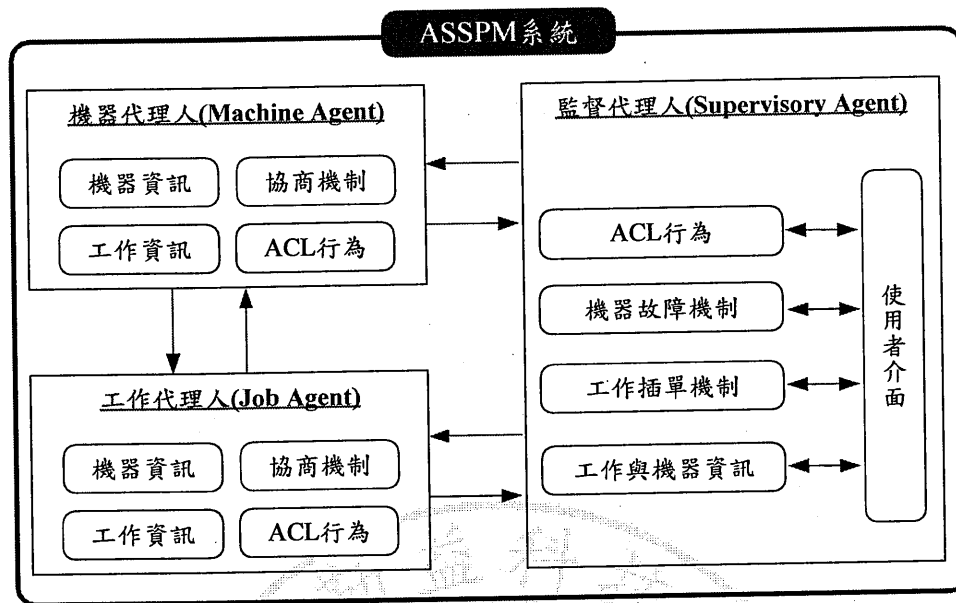 ASSPM系統
機器代理人(Machine Agent)
機器資訊
協商機制
工作資訊
ACL行為
工作代理人(Job Agent)
機器資訊
協商機制
工作資訊
ACL行為
監督代理人(Supervisory Agent)
ACL行為
機器故障機制
工作插單機制
工作與機器資訊
使用者介面